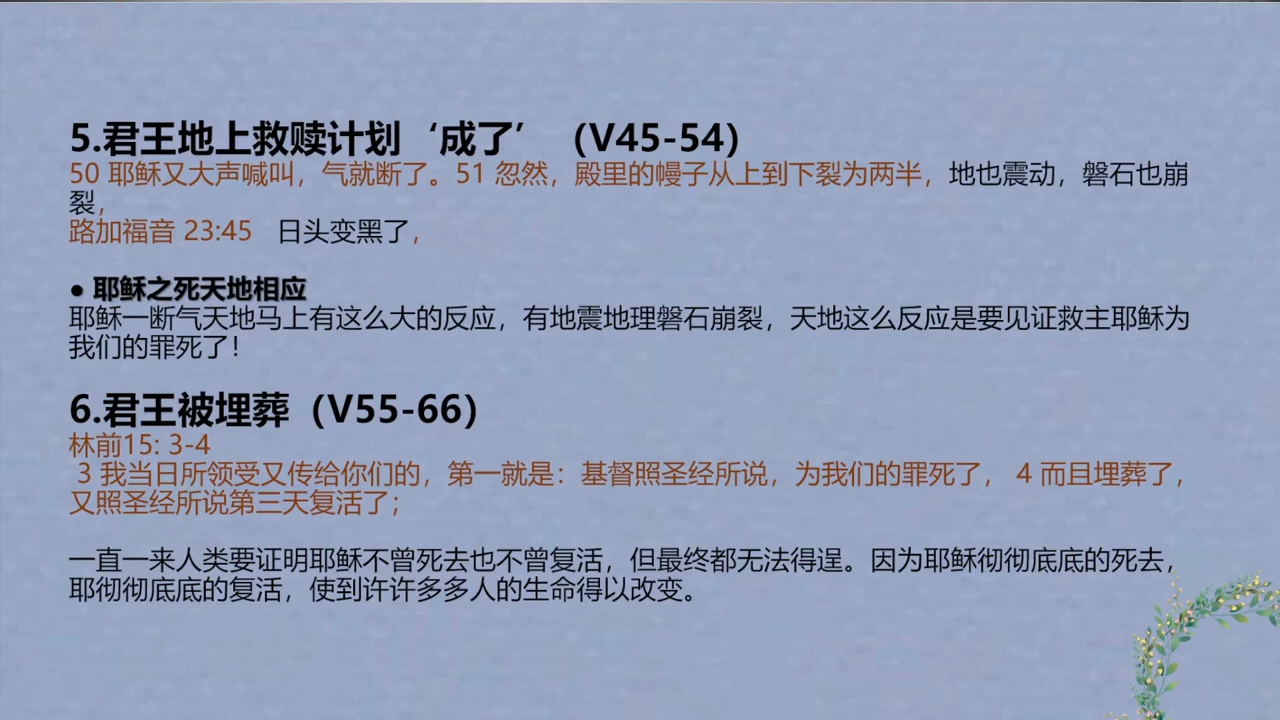 5.君王地上救赎计划‘成了’（V45-54）
50 耶稣又大声喊叫，气就断了。51 忽然，殿里的幔子从上到下裂为两半，地也震动，磐石也崩
裂，
路加福音 23:45 日头变黑了，
● 耶稣之死天地相应
耶稣一断气天地马上有这么大的反应，有地震地理磐石崩裂，天地这么反应是要见证救主耶稣为
我们的罪死了！
6.君王被埋葬（V55-66）
林前15: 3-4
3 我当日所领受又传给你们的，第一就是：基督照圣经所说，为我们的罪死了， 4 而且埋葬了，
又照圣经所说第三天复活了；
一直一来人类要证明耶稣不曾死去也不曾复活，但最终都无法得逞。因为耶稣彻彻底底的死去，
耶彻彻底底的复活，使到许许多多人的生命得以改变。